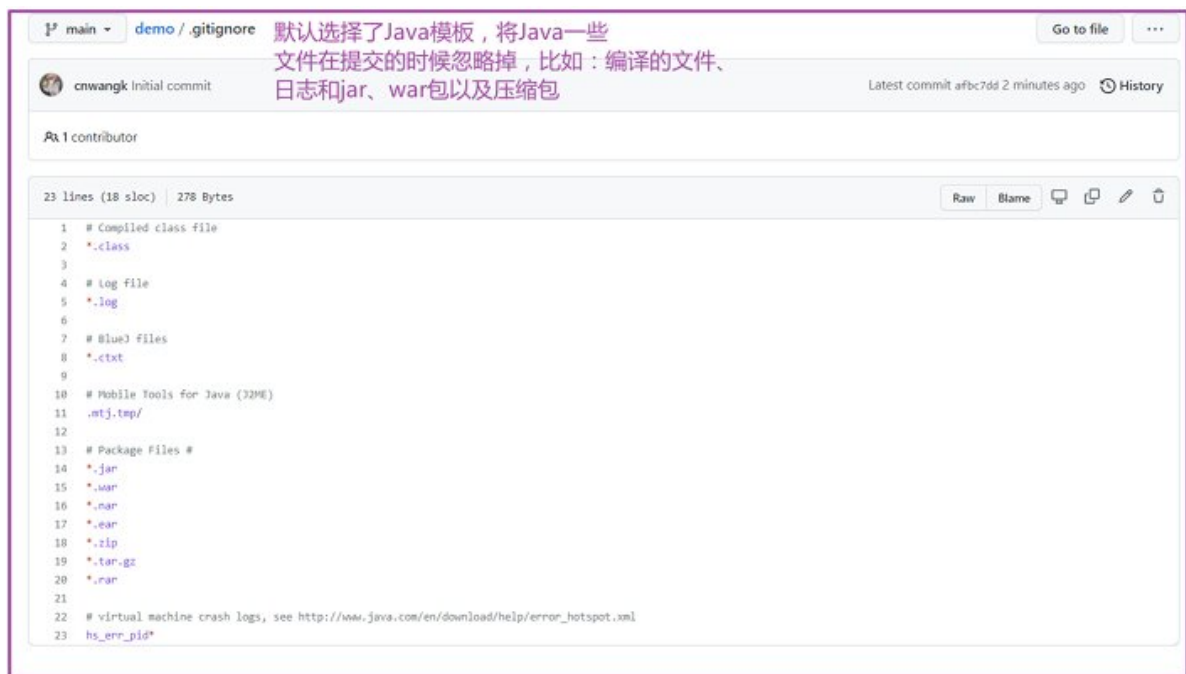 main
demo / .gitignore
默认选择了Java模板，将Java一些
文件在提交的时候忽略掉，比如：编译的文件、
日志和jar、war包以及压缩包
Go to file
...
cnwangk Initial commit
Latest commit afbc7dd 2 minutes ago
History
1 contributor
23 lines (18 sloc) 278 Bytes
Raw Blame
1 # Compiled class file
2 *.class
3
4 # Log file
5 *.log
6
7 # BlueJ files
8 *.ctxt
9
10 # Mobile Tools for Java (J2ME)
11 .mtj.tmp/
12
13 # Package Files #
14 *.jar
15 *.war
16 *.nar
17 *.ear
18 *.zip
19 *.tar.gz
20 *.rar
21
22 # virtual machine crash logs, see http://www.java.com/en/download/help/error_hotspot.xml
23 hs_err_pid*